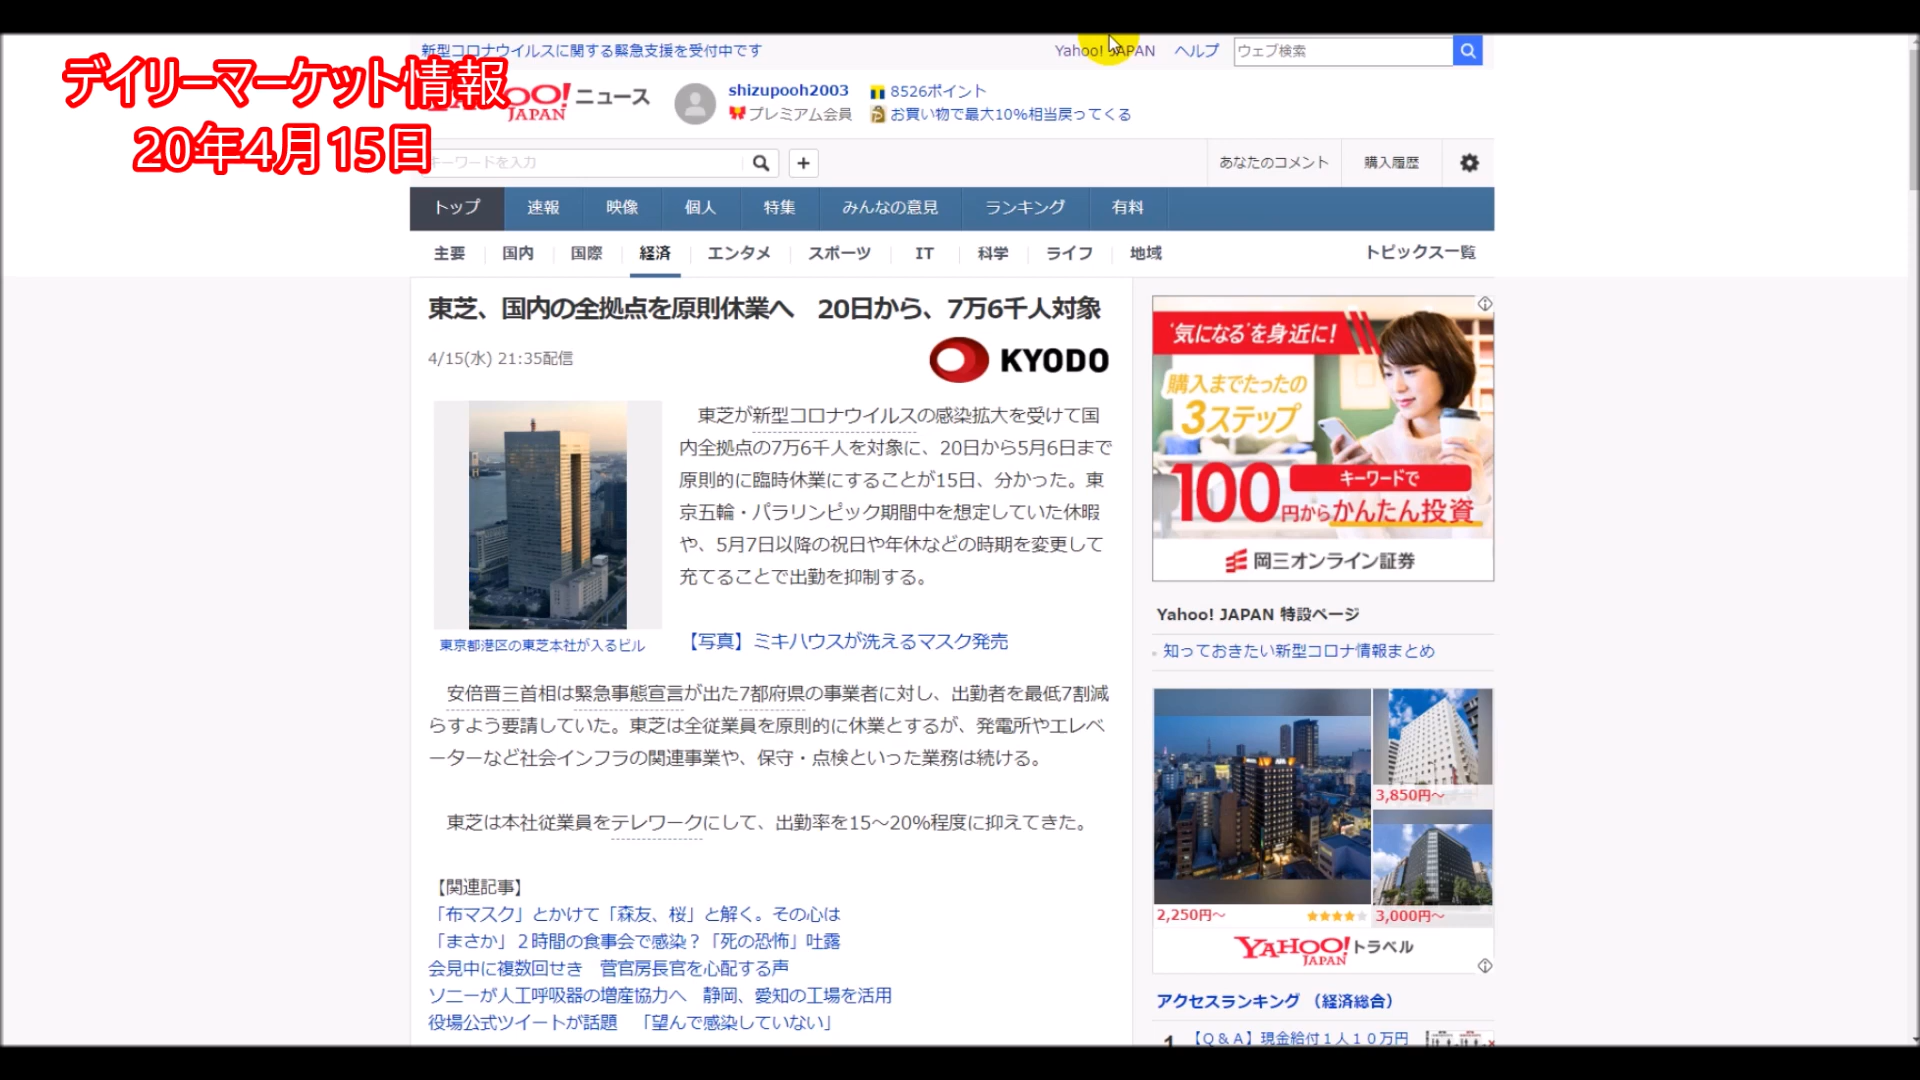 デイリーマーケット情報
20年4月15日
新型コロナウイルスに関する緊急支援を受付中です
Yahoo! JAPAN ヘルプ ウェブ検索
YAHOO! JAPAN ニュース
shizupooh2003
プレミアム会員
8526ポイント
お買い物で最大10%相当戻ってくる
キーワードを入力
+
あなたのコメント 購入履歴
トップ 速報 映像 個人 特集 みんなの意見 ランキング 有料
主要 国内 国際 経済 エンタメ スポーツ IT 科学 ライフ 地域 トピックス一覧
東芝、国内の全拠点を原則休業へ 20日から、7万6千人対象
4/15(水) 21:35配信
KYODO
東芝が新型コロナウイルスの感染拡大を受けて国
内全拠点の7万6千人を対象に、20日から5月6日まで
原則的に臨時休業にすることが15日、分かった。東
京五輪・パラリンピック期間中を想定していた休暇
や、5月7日以降の祝日や年休などの時期を変更して
充てることで出勤を抑制する。
東京都港区の東芝本社が入るビル
【写真】ミキハウスが洗えるマスク発売
安倍晋三首相は緊急事態宣言が出た7都府県の事業者に対し、出勤者を最低7割減
らすよう要請していた。東芝は全従業員を原則的に休業とするが、発電所やエレベ
ーターなど社会インフラの関連事業や、保守・点検といった業務は続ける。
東芝は本社従業員をテレワークにして、出勤率を15～20%程度に抑えてきた。
【関連記事】
「布マスク」とかけて「森友、桜」と解く。その心は
「まさか」２時間の食事会で感染？「死の恐怖」吐露
会見中に複数回せき 菅官房長官を心配する声
ソニーが人工呼吸器の増産協力へ 静岡、愛知の工場を活用
役場公式ツイートが話題 「望んで感染していない」
‘気になる’を身近に！
購入までたったの
3ステップ
キーワードで
100円からかんたん投資
岡三オンライン証券
Yahoo! JAPAN 特設ページ
知っておきたい新型コロナ情報まとめ
3,850円～
2,250円～
3,000円～
YAHOO! JAPAN トラベル
アクセスランキング （経済総合）
1 【Ｑ＆Ａ】現金給付１人１０万円